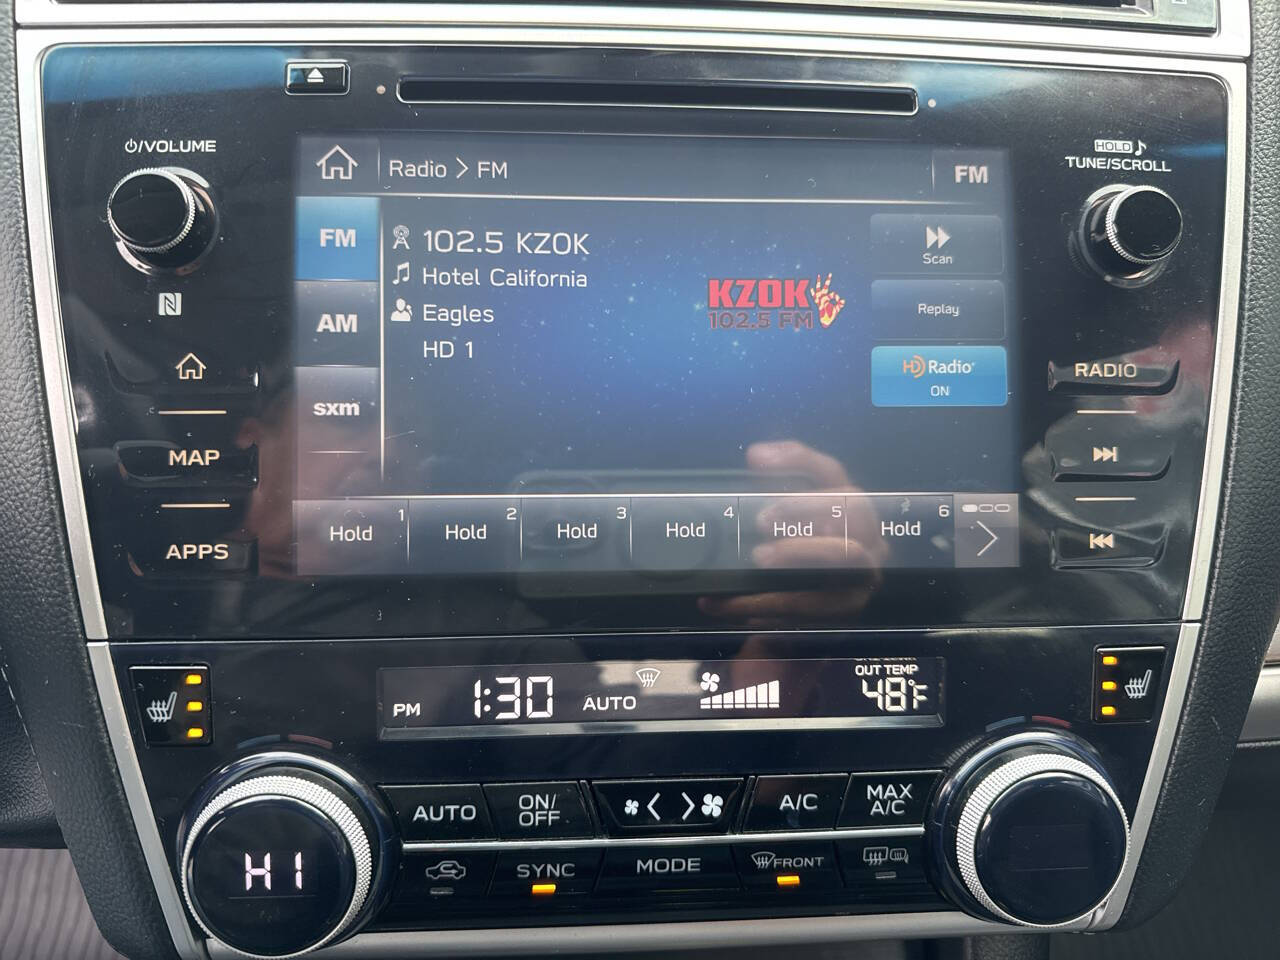 /VOLUME
HOLD
TUNE/SCROLL
Radio > FM
FM
FM
AM
sxm
102.5 KZOK
Hotel California
Eagles
HD 1
KZOK
102.5 FM
Scan
Replay
HD Radio
ON
MAP
APPS
RADIO
1
Hold
2
Hold
3
Hold
4
Hold
5
Hold
6
Hold
PM 1:30
AUTO
OUT TEMP
48°F
AUTO
ON/
OFF
A/C
MAX
A/C
SYNC
MODE
FRONT
HI